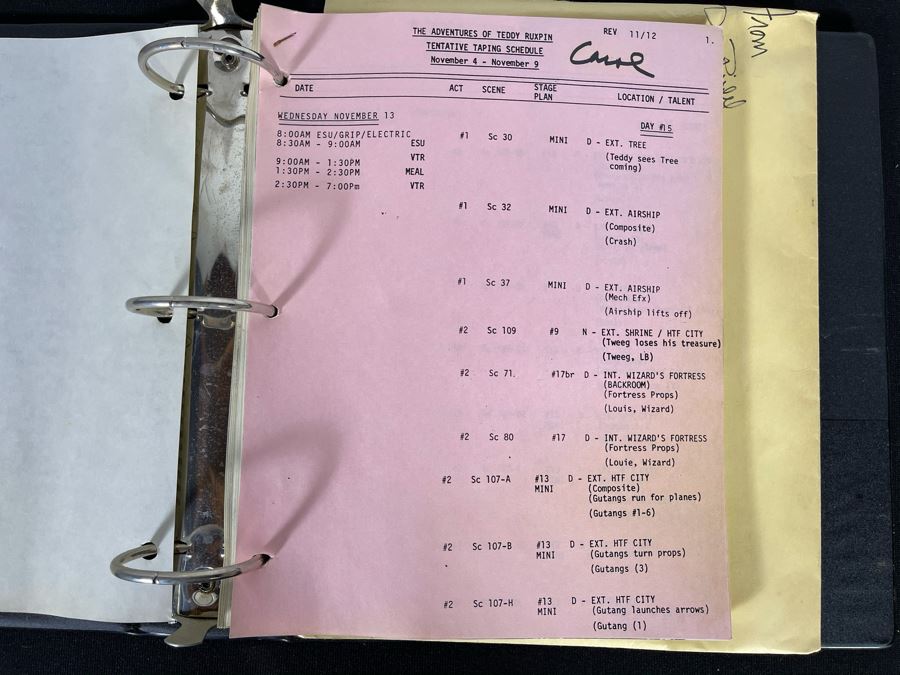 THE ADVENTURES OF TEDDY RUXPIN REV 11/12 1.
TENTATIVE TAPING SCHEDULE
November 4 - November 9
Carol
DATE ACT SCENE STAGE PLAN LOCATION / TALENT
WEDNESDAY NOVEMBER 13 DAY #15
8:00AM ESU/GRIP/ELECTRIC
8:30AM - 9:00AM ESU
9:00AM - 1:30PM VTR
1:30PM - 2:30PM MEAL
2:30PM - 7:00Pm VTR
#1 Sc 30 MINI D - EXT. TREE
(Teddy sees Tree
coming)
#1 Sc 32 MINI D - EXT. AIRSHIP
(Composite)
(Crash)
#1 Sc 37 MINI D - EXT. AIRSHIP
(Mech Efx)
(Airship lifts off)
#2 Sc 109 #9 N - EXT. SHRINE / HTF CITY
(Tweeg loses his treasure)
(Tweeg, LB)
#2 Sc 71. #17br D - INT. WIZARD'S FORTRESS
(BACKROOM)
(Fortress Props)
(Louis, Wizard)
#2 Sc 80 #17 D - INT. WIZARD'S FORTRESS
(Fortress Props)
(Louie, Wizard)
#2 Sc 107-A #13 D - EXT. HTF CITY
MINI (Composite)
(Gutangs run for planes)
(Gutangs #1-6)
#2 Sc 107-B #13 D - EXT. HTF CITY
MINI (Gutangs turn props)
(Gutangs (3)
#2 Sc 107-H #13 D - EXT. HTF CITY
MINI (Gutang launches arrows)
(Gutang (1)
From